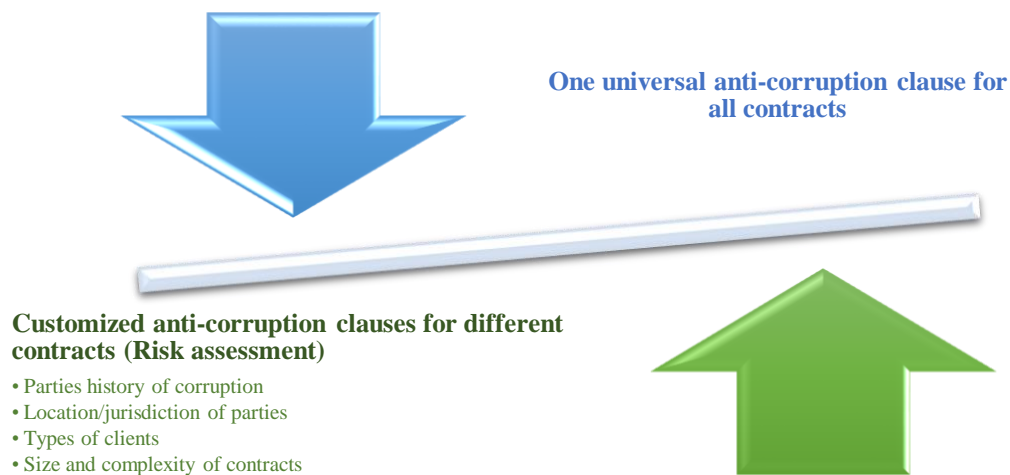 One universal anti-corruption clause for
all contracts
Customized anti-corruption clauses for different
contracts (Risk assessment)
• Parties history of corruption
• Location/jurisdiction of parties
• Types of clients
• Size and complexity of contracts